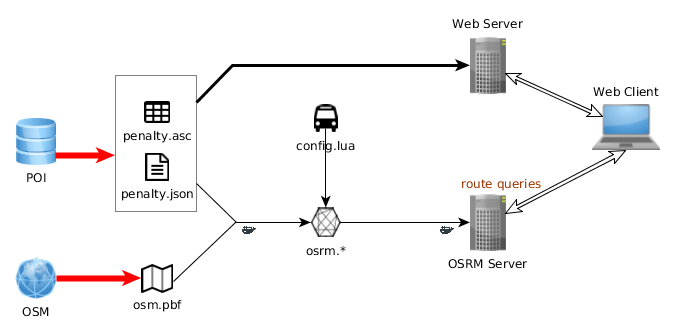 Web Server
Web Client
penalty.asc
config.lua
POI
penalty.json
route queries
osrm.*
OSRM Server
OSM
osm.pbf